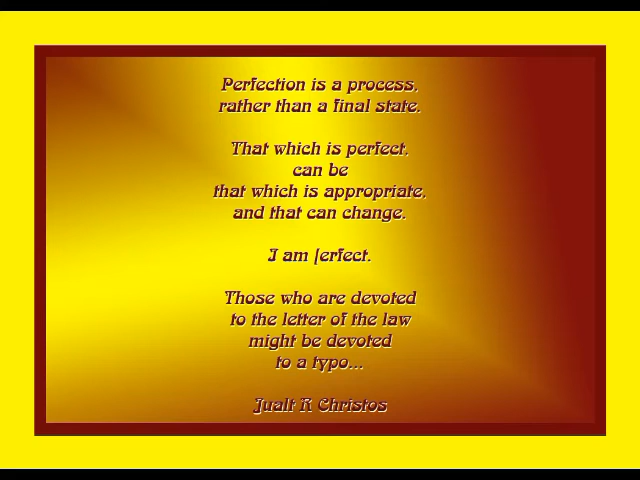 Perfection is a process,
rather than a final state.
That which is perfect,
can be
that which is appropriate,
and that can change.
I am [erfect.
Those who are devoted
to the letter of the law
might be devoted
to a typo...
Jualt R Christos